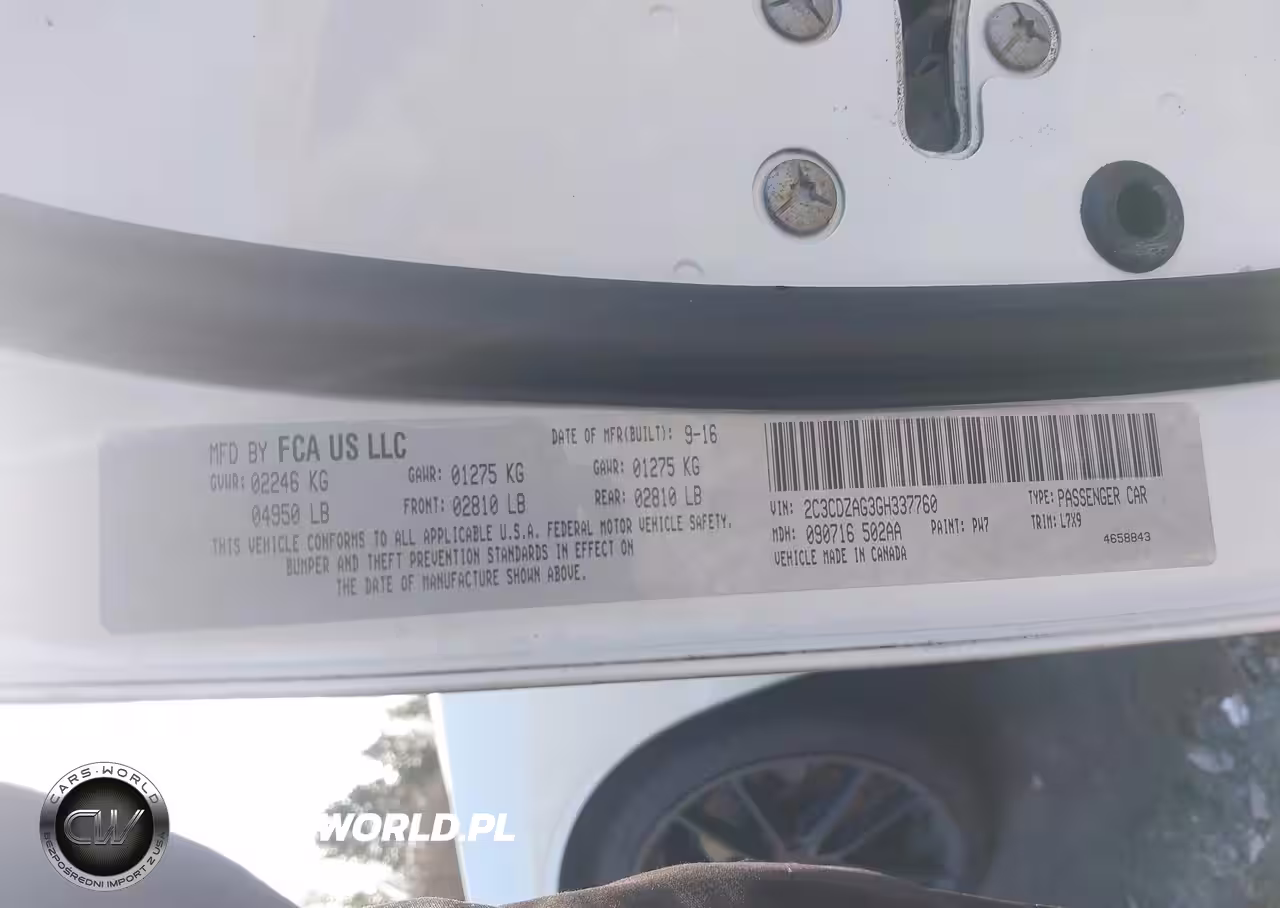 MFD BY FCA US LLC
DATE OF MFR(BUILT): 9-16
GVWR: 02246 KG
GAWR: 01275 KG
GAWR: 01275 KG
04950 LB
FRONT: 02810 LB
REAR: 02810 LB
THIS VEHICLE CONFORMS TO ALL APPLICABLE U.S.A. FEDERAL MOTOR VEHICLE SAFETY,
BUMPER AND THEFT PREVENTION STANDARDS IN EFFECT ON
THE DATE OF MANUFACTURE SHOWN ABOVE.
VIN: 2C3CDZAG3GH337760
TYPE: PASSENGER CAR
MDH: 090716 502AA
PAINT: PW7
TRIM: L7X9
VEHICLE MADE IN CANADA
4658843
CARS-WORLD
CW
BEZPOŚREDNI IMPORT Z USA
WORLD.PL